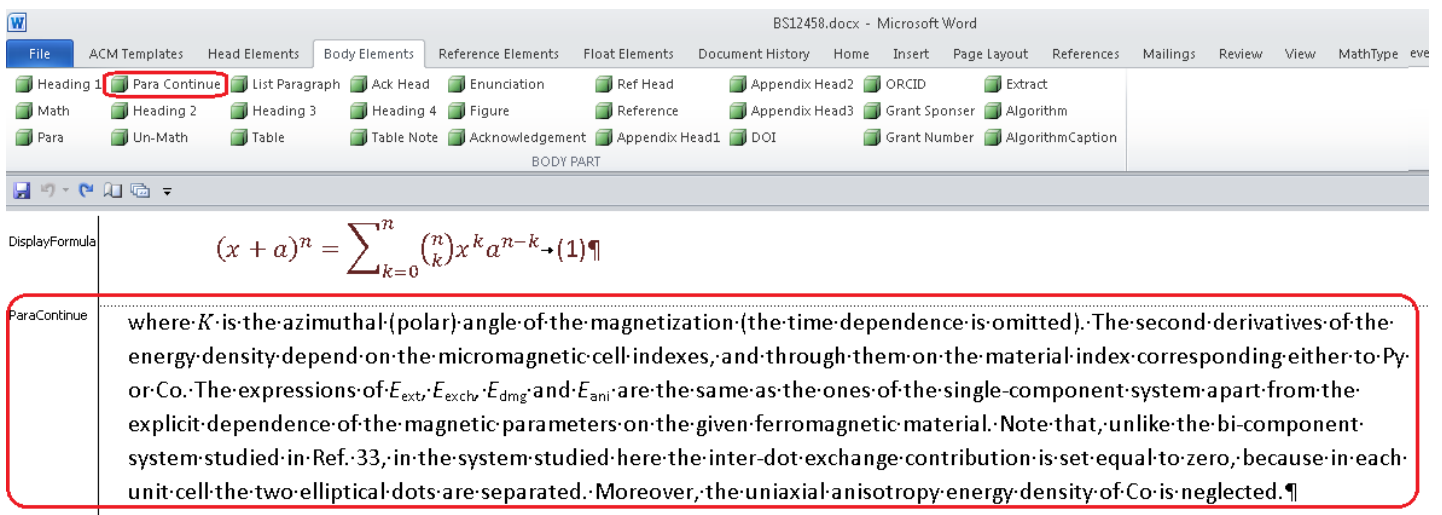 W BS12458.docx - Microsoft Word
File ACM Templates Head Elements Body Elements Reference Elements Float Elements Document History Home Insert Page Layout References Mailings Review View MathType eve
Heading 1 Para Continue List Paragraph Ack Head Enunciation Ref Head Appendix Head2 ORCID Extract
Math Heading 2 Heading 3 Heading 4 Figure Reference Appendix Head3 Grant Sponser Algorithm
Para Un-Math Table Table Note Acknowledgement Appendix Head1 DOI Grant Number AlgorithmCaption
BODY PART
DisplayFormula (x + a)^n = ∑_{k=0}^{n} (n k) x^k a^{n−k}→(1)¶
ParaContinue where·K·is·the·azimuthal·(polar)·angle·of·the·magnetization·(the·time·dependence·is·omitted).·The·second·derivatives·of·the·
energy·density·depend·on·the·micromagnetic·cell·indexes,·and·through·them·on·the·material·index·corresponding·either·to·Py·
or·Co.·The·expressions·of·E_ext,·E_exch,·E_dmg·and·E_ani·are·the·same·as·the·ones·of·the·single-component·system·apart·from·the·
explicit·dependence·of·the·magnetic·parameters·on·the·given·ferromagnetic·material.·Note·that,·unlike·the·bi-component·
system·studied·in·Ref.·33,·in·the·system·studied·here·the·inter-dot·exchange·contribution·is·set·equal·to·zero,·because·in·each·
unit·cell·the·two·elliptical·dots·are·separated.·Moreover,·the·uniaxial·anisotropy·energy·density·of·Co·is·neglected.¶